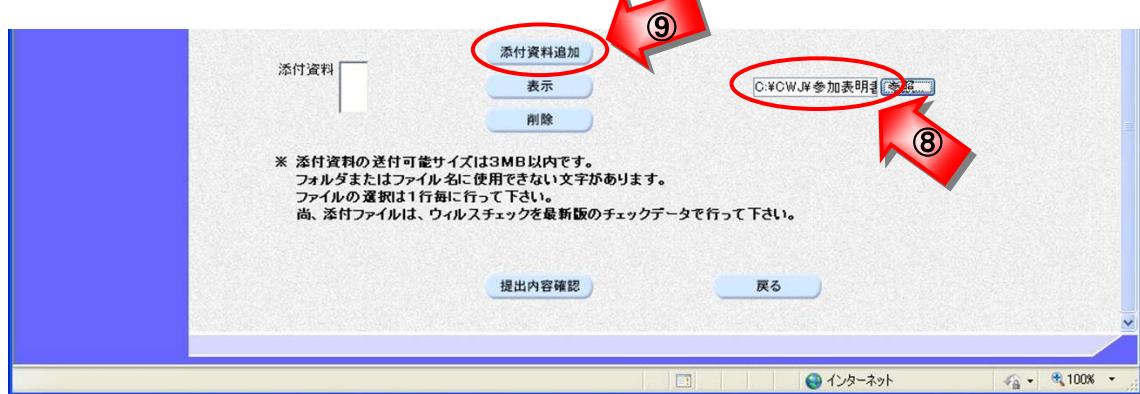 ⑨
添付資料追加
添付資料
表示
C:¥CWJ¥参加表明書
参照...
削除
⑧
※ 添付資料の送付可能サイズは3MB以内です。
フォルダまたはファイル名に使用できない文字があります。
ファイルの選択は1行毎に行って下さい。
尚、添付ファイルは、ウィルスチェックを最新版のチェックデータで行って下さい。
提出内容確認
戻る
インターネット
100%